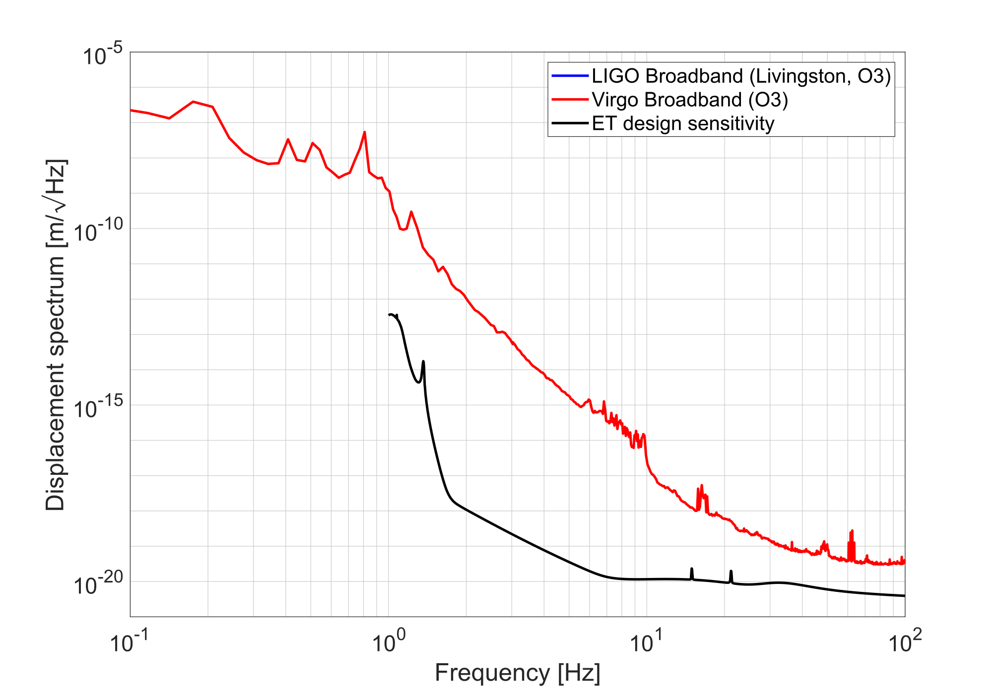 10^-5
LIGO Broadband (Livingston, O3)
Virgo Broadband (O3)
ET design sensitivity
10^-10
10^-15
10^-20
Displacement spectrum [m/√Hz]
10^-1 10^0 10^1 10^2
Frequency [Hz]